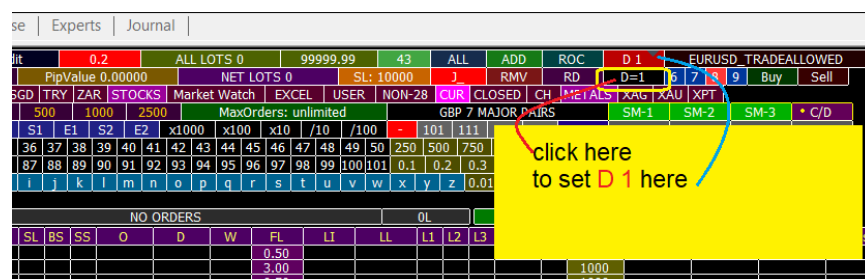 se | Experts | Journal |
dit 0.2 ALL LOTS 0 99999.99 43 ALL ADD ROC D 1 EURUSD_TRADEALLOWED
PipValue 0.00000 NET LOTS 0 SL: 10000 J_ RMV RD D=1 6 7 8 9 Buy Sell
SGD TRY ZAR STOCKS Market Watch EXCEL USER NON-28 CUR CLOSED CH METALS XAG XAU XPT
500 1000 2500 MaxOrders: unlimited GBP 7 MAJOR PAIRS SM-1 SM-2 SM-3 * C/D
S1 E1 S2 E2 x1000 x100 x10 /10 /100 - 101 111
36 37 38 39 40 41 42 43 44 45 46 47 48 49 50 250 500 750
87 88 89 90 91 92 93 94 95 96 97 98 99 100 101 0.1 0.2 0.3
i j k l m n o p q r s t u v w x y z 0.01
click here
to set D 1 here
NO ORDERS 0L
SL BS SS O D W FL LI LL L1 L2 L3
0.50
3.00 1000